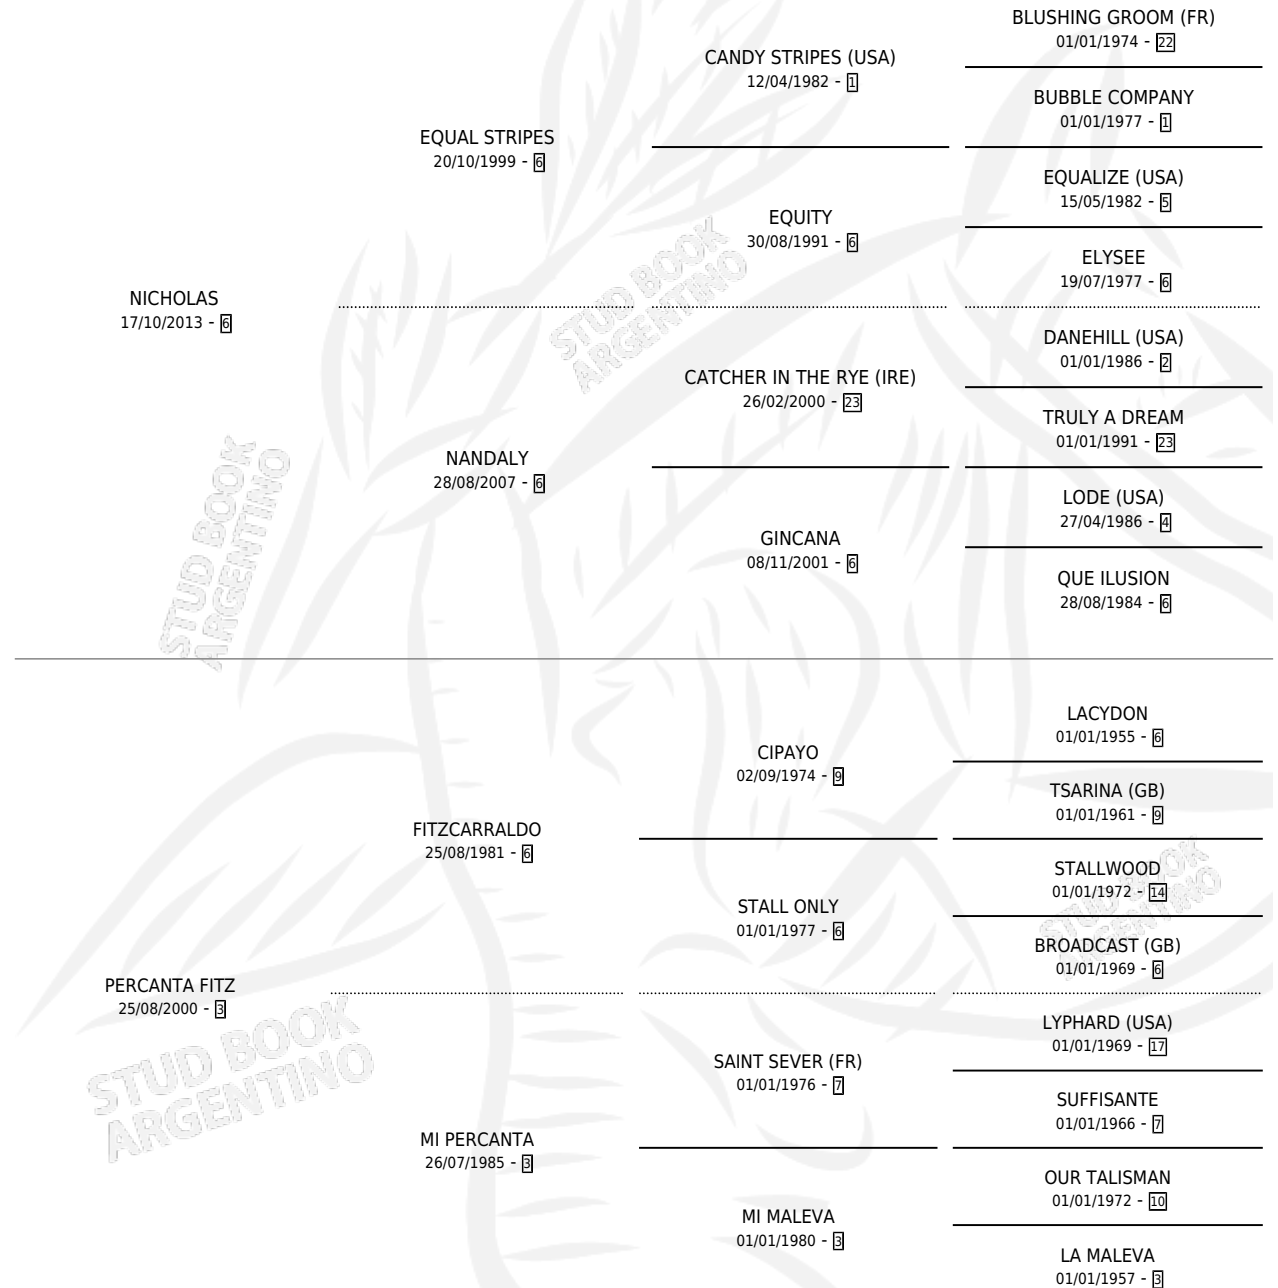 BLUSHING GROOM (FR)
01/01/1974 - 22
CANDY STRIPES (USA)
12/04/1982 - 1
BUBBLE COMPANY
01/01/1977 - 1
EQUAL STRIPES
20/10/1999 - 6
EQUALIZE (USA)
15/05/1982 - 5
EQUITY
30/08/1991 - 6
ELYSEE
19/07/1977 - 6
NICHOLAS
17/10/2013 - 6
DANEHILL (USA)
01/01/1986 - 2
CATCHER IN THE RYE (IRE)
26/02/2000 - 23
TRULY A DREAM
01/01/1991 - 23
NANDALY
28/08/2007 - 6
LODE (USA)
27/04/1986 - 4
GINCANA
08/11/2001 - 6
QUE ILUSION
28/08/1984 - 6
LACYDON
01/01/1955 - 6
CIPAYO
02/09/1974 - 9
TSARINA (GB)
01/01/1961 - 9
FITZCARRALDO
25/08/1981 - 6
STALLWOOD
01/01/1972 - 14
STALL ONLY
01/01/1977 - 6
BROADCAST (GB)
01/01/1969 - 6
PERCANTA FITZ
25/08/2000 - 3
LYPHARD (USA)
01/01/1969 - 17
SAINT SEVER (FR)
01/01/1976 - 7
SUFFISANTE
01/01/1966 - 7
MI PERCANTA
26/07/1985 - 3
OUR TALISMAN
01/01/1972 - 10
MI MALEVA
01/01/1980 - 3
LA MALEVA
01/01/1957 - 3
STUD BOOK
ARGENTINO
STUD BOOK
ARGENTINO
STUD BOOK
ARGENTINO
STUD BOOK
ARGENTINO